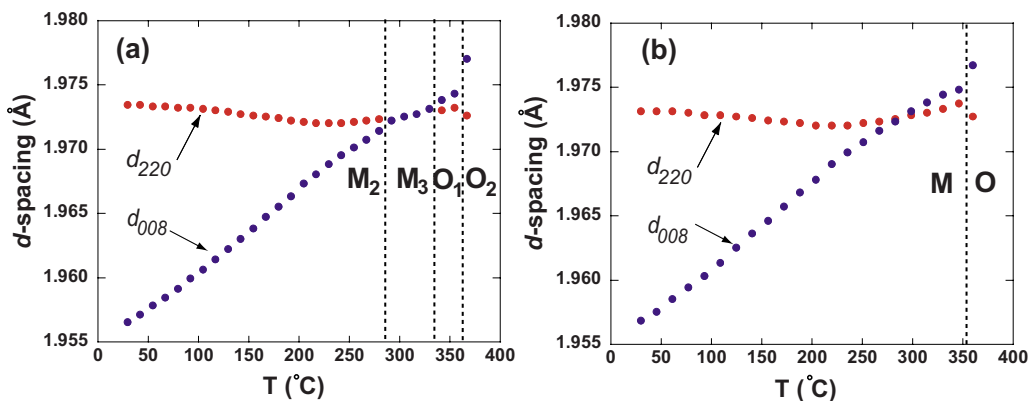 (a)
1.980
1.975
1.970
1.965
1.960
1.955
d-spacing (Å)
d220
d008
M2
M3
O1
O2
0 50 100 150 200 250 300 350 400
T (°C)
(b)
1.980
1.975
1.970
1.965
1.960
1.955
d-spacing (Å)
d220
d008
M
O
0 50 100 150 200 250 300 350 400
T (°C)